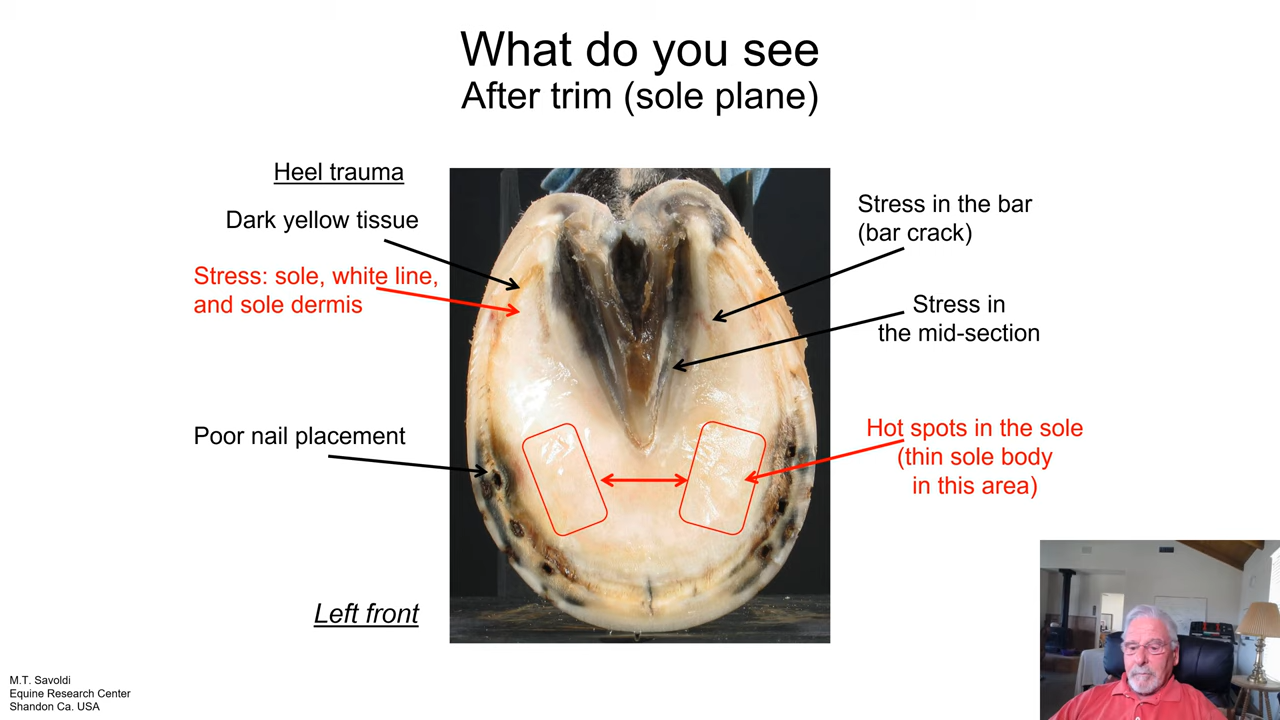 What do you see
After trim (sole plane)
Heel trauma
Dark yellow tissue
Stress: sole, white line,
and sole dermis
Poor nail placement
Left front
Stress in the bar
(bar crack)
Stress in
the mid-section
Hot spots in the sole
(thin sole body
in this area)
M.T. Savoldi
Equine Research Center
Shandon Ca. USA